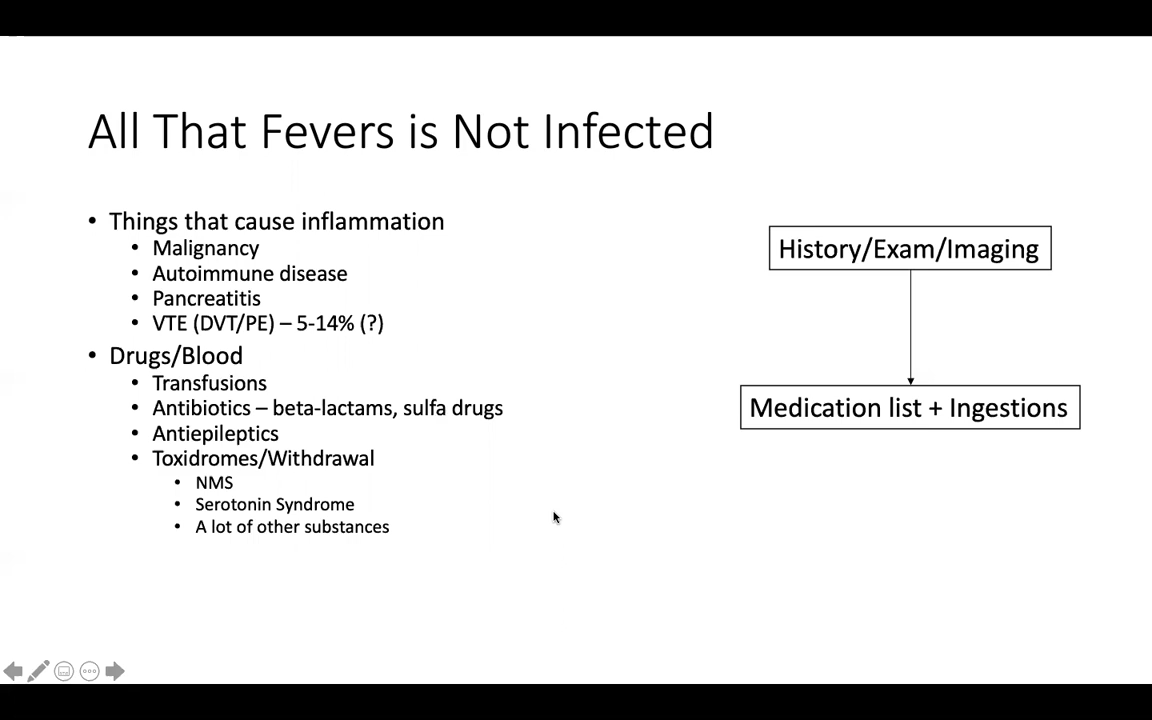 All That Fevers is Not Infected
• Things that cause inflammation
• Malignancy
• Autoimmune disease
• Pancreatitis
• VTE (DVT/PE) – 5-14% (?)
• Drugs/Blood
• Transfusions
• Antibiotics – beta-lactams, sulfa drugs
• Antiepileptics
• Toxidromes/Withdrawal
• NMS
• Serotonin Syndrome
• A lot of other substances
History/Exam/Imaging
Medication list + Ingestions